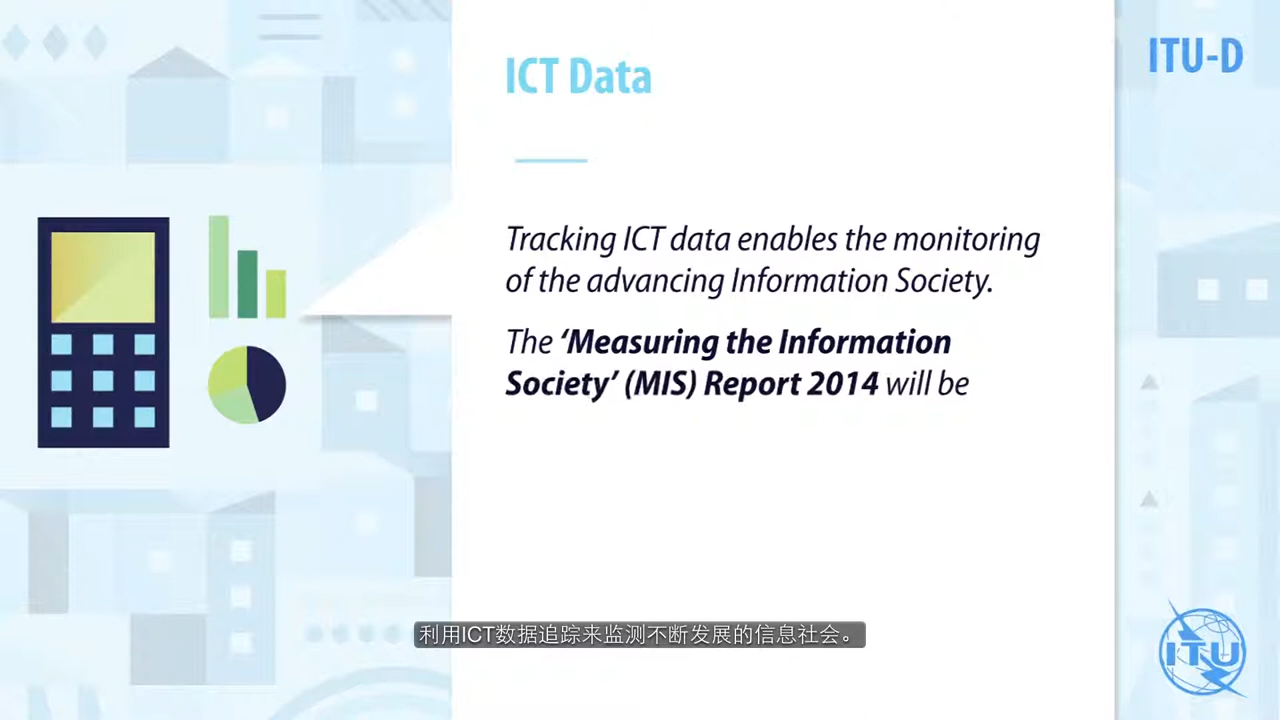 ICT Data
ITU-D
Tracking ICT data enables the monitoring
of the advancing Information Society.
The ‘Measuring the Information
Society’ (MIS) Report 2014 will be
利用ICT数据追踪来监测不断发展的信息社会。
ITU